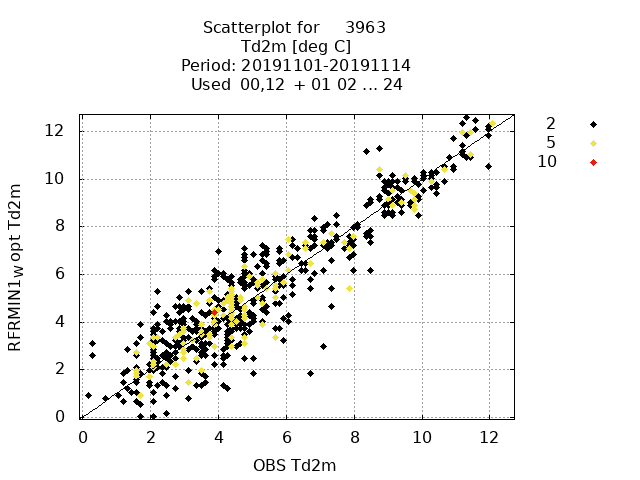 Scatterplot for 3963
Td2m [deg C]
Period: 20191101-20191114
Used 00,12 + 01 02 ... 24
2
5
10
RFRMIN1_W opt Td2m
12
10
8
6
4
2
0
0 2 4 6 8 10 12
OBS Td2m